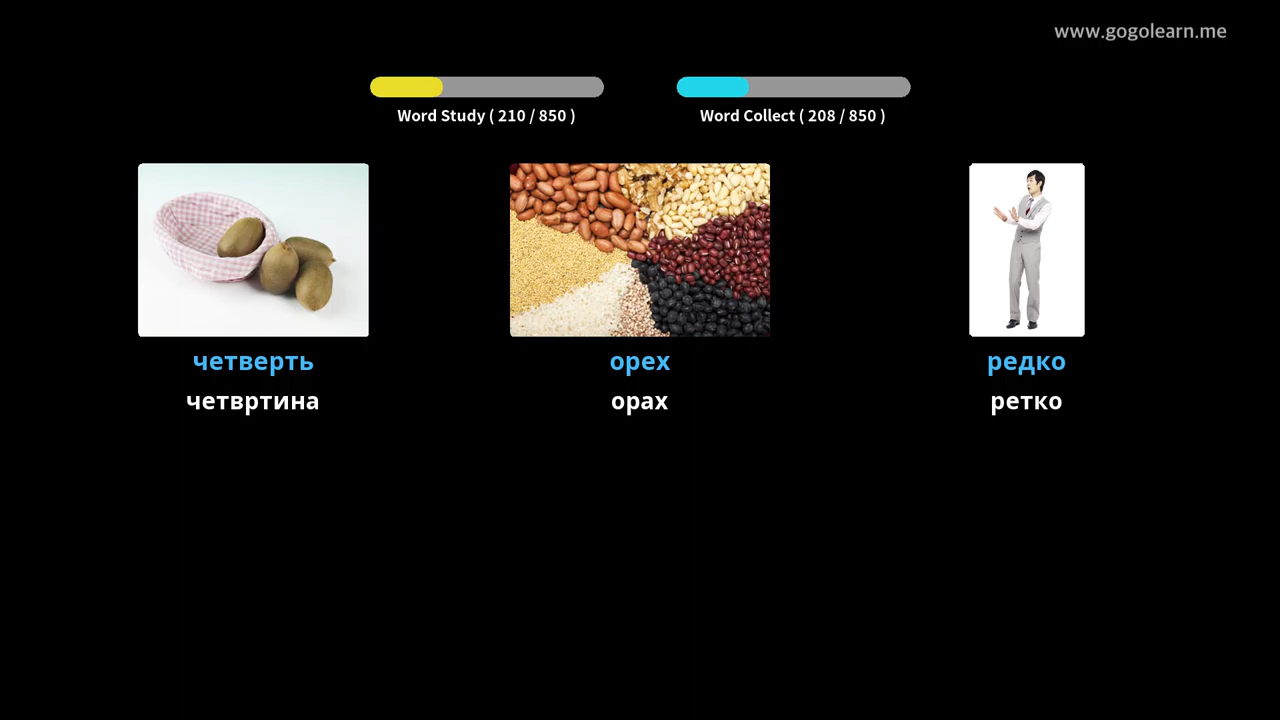 www.gogolearn.me
Word Study ( 210 / 850 )
Word Collect ( 208 / 850 )
четверть
орех
редко
четвртина
орах
ретко